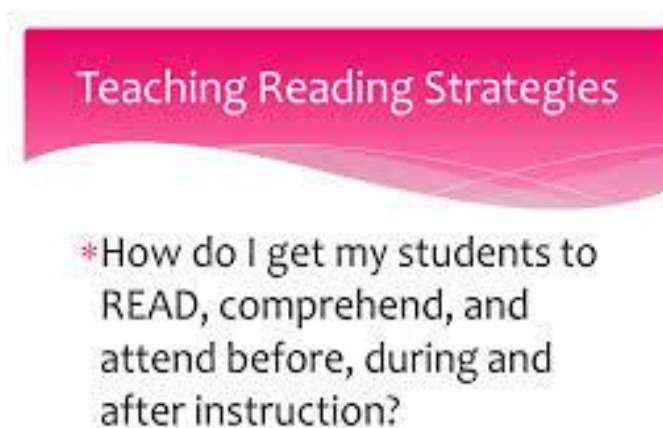 Teaching Reading Strategies
*How do I get my students to
READ, comprehend, and
attend before, during and
after instruction?